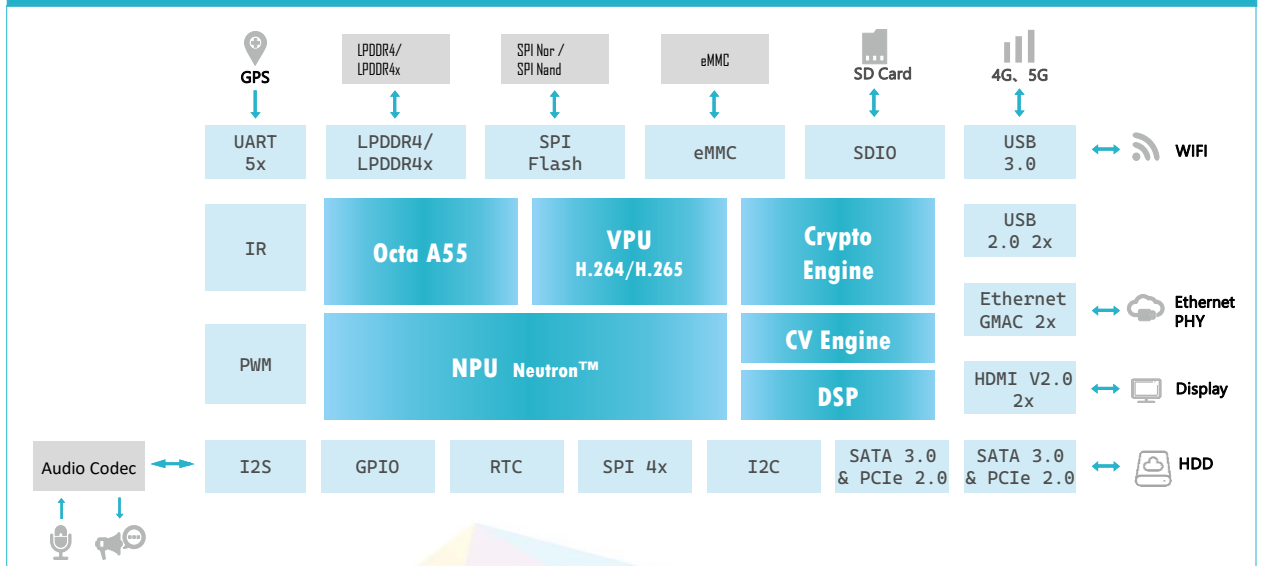 GPS
LPDDR4/
LPDDR4x
SPI Nor /
SPI Nand
eMMC
SD Card
4G、5G
UART
5x
LPDDR4/
LPDDR4x
SPI
Flash
eMMC
SDIO
USB
3.0
WIFI
IR
Octa A55
VPU
H.264/H.265
Crypto
Engine
USB
2.0 2x
Ethernet
GMAC 2x
Ethernet
PHY
PWM
NPU Neutron™
CV Engine
DSP
HDMI V2.0
2x
Display
Audio Codec
I2S
GPIO
RTC
SPI 4x
I2C
SATA 3.0
& PCIe 2.0
SATA 3.0
& PCIe 2.0
HDD